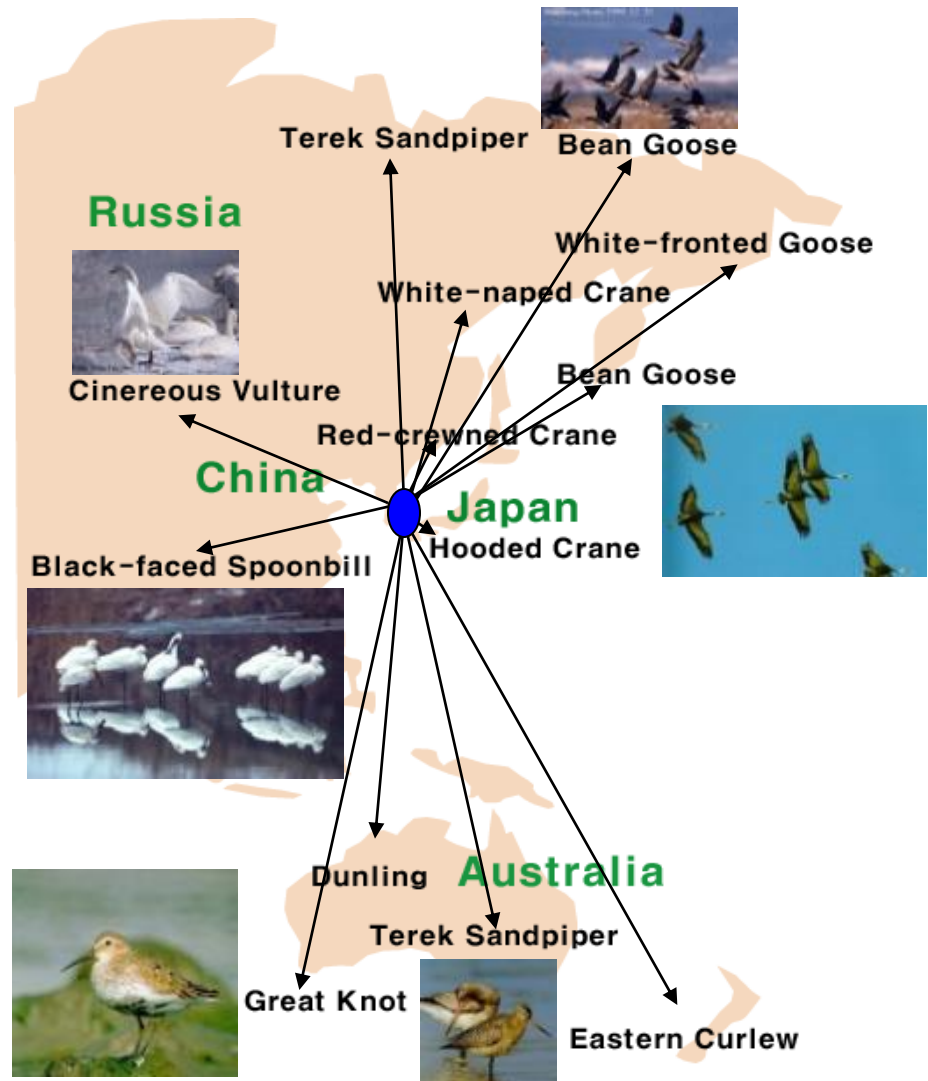 Terek Sandpiper
Bean Goose
Russia
White-fronted Goose
White-naped Crane
Bean Goose
Cinereous Vulture
Red-crewned Crane
China
Japan
Hooded Crane
Black-faced Spoonbill
Dunling
Australia
Terek Sandpiper
Great Knot
Eastern Curlew